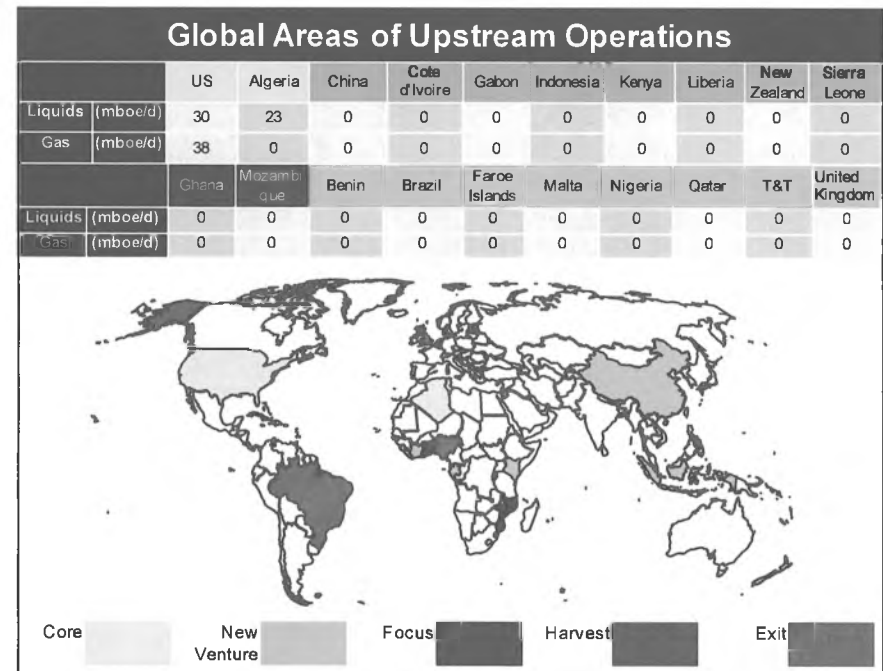 Global Areas of Upstream Operations
US Algeria China Cote d'Ivoire Gabon Indonesia Kenya Liberia New Zealand Sierra Leone
Liquids (mboe/d) 30 23 0 0 0 0 0 0 0 0
Gas (mboe/d) 38 0 0 0 0 0 0 0 0 0
Ghana Mozambique Benin Brazil Faroe Islands Malta Nigeria Qatar T&T United Kingdom
Liquids (mboe/d) 0 0 0 0 0 0 0 0 0 0
Gas (mboe/d) 0 0 0 0 0 0 0 0 0 0
Core New Venture Focus Harvest Exit